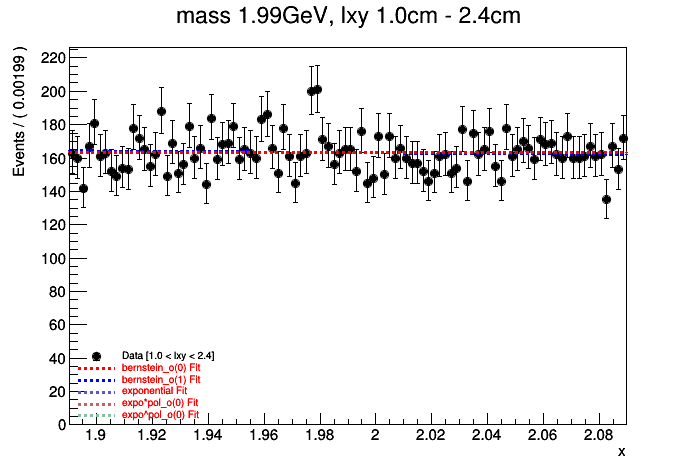 mass 1.99GeV, lxy 1.0cm - 2.4cm
Events / ( 0.00199 )
220
200
180
160
140
120
100
80
60
40
20
0
Data [1.0 < lxy < 2.4]
bernstein_o(0) Fit
bernstein_o(1) Fit
exponential Fit
expo*pol_o(0) Fit
expo^pol_o(0) Fit
1.9 1.92 1.94 1.96 1.98 2 2.02 2.04 2.06 2.08
x